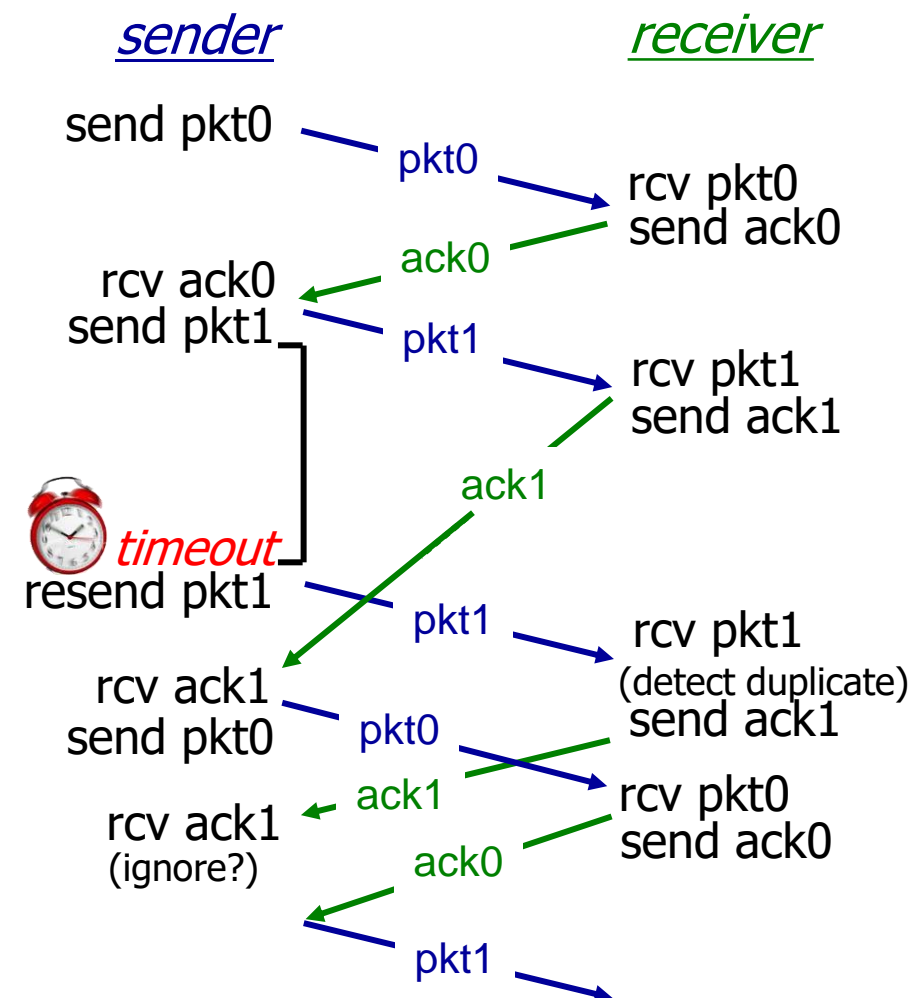 sender
receiver
send pkt0
pkt0
rcv pkt0
send ack0
ack0
rcv ack0
send pkt1
pkt1
rcv pkt1
send ack1
ack1
timeout
resend pkt1
pkt1
rcv pkt1
(detect duplicate)
send ack1
rcv ack1
send pkt0
pkt0
ack1
rcv pkt0
send ack0
rcv ack1
(ignore?)
ack0
pkt1